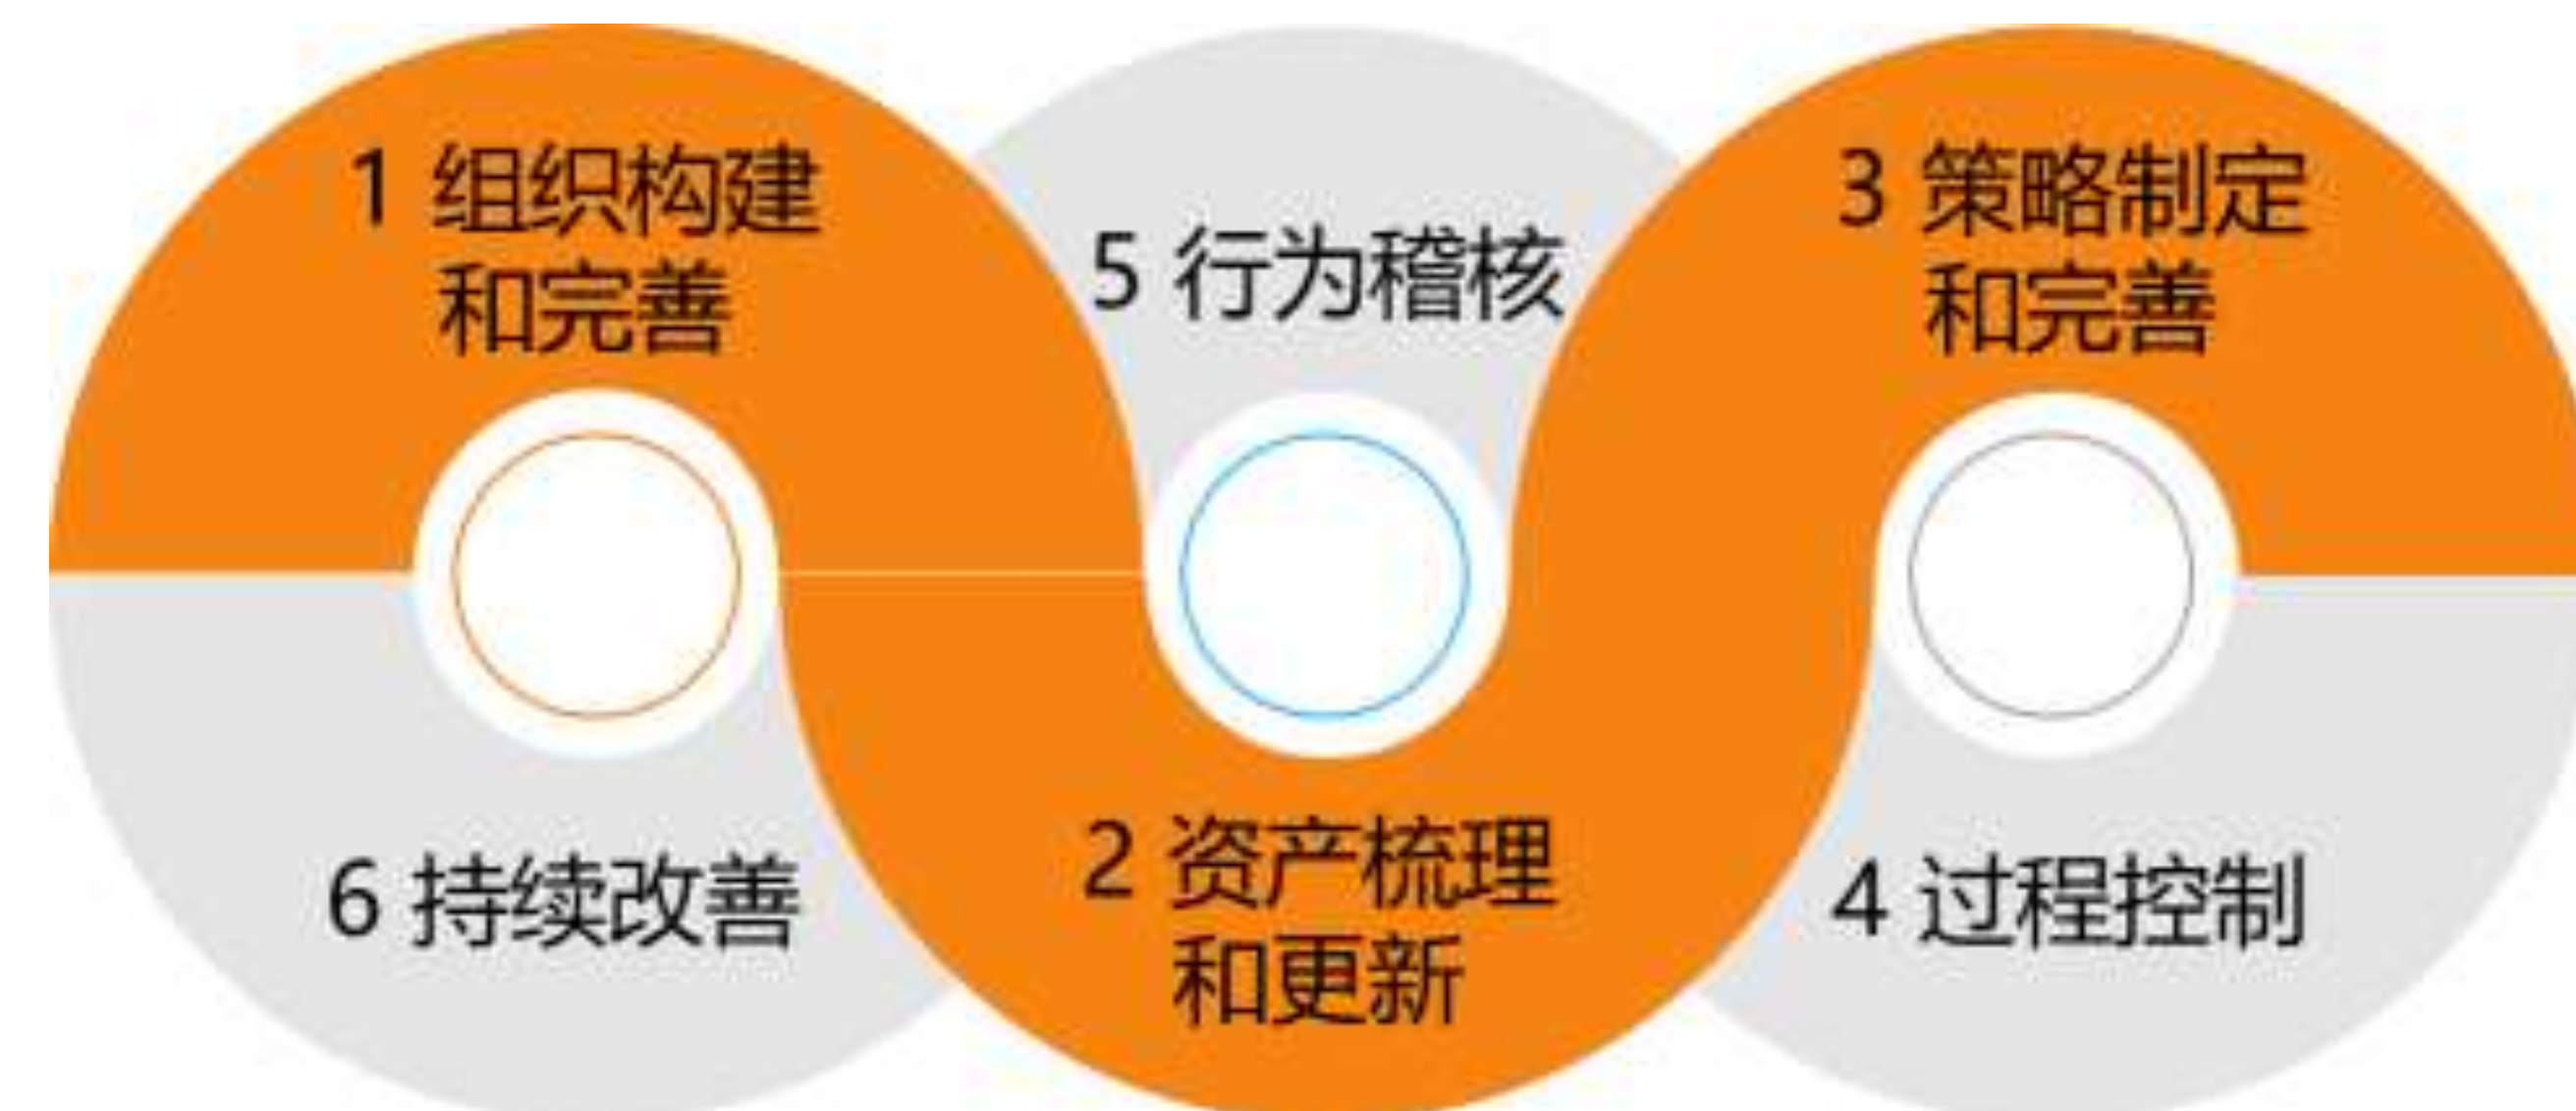 1 组织构建
和完善
5 行为稽核
3 策略制定
和完善
6 持续改善
2 资产梳理
和更新
4 过程控制